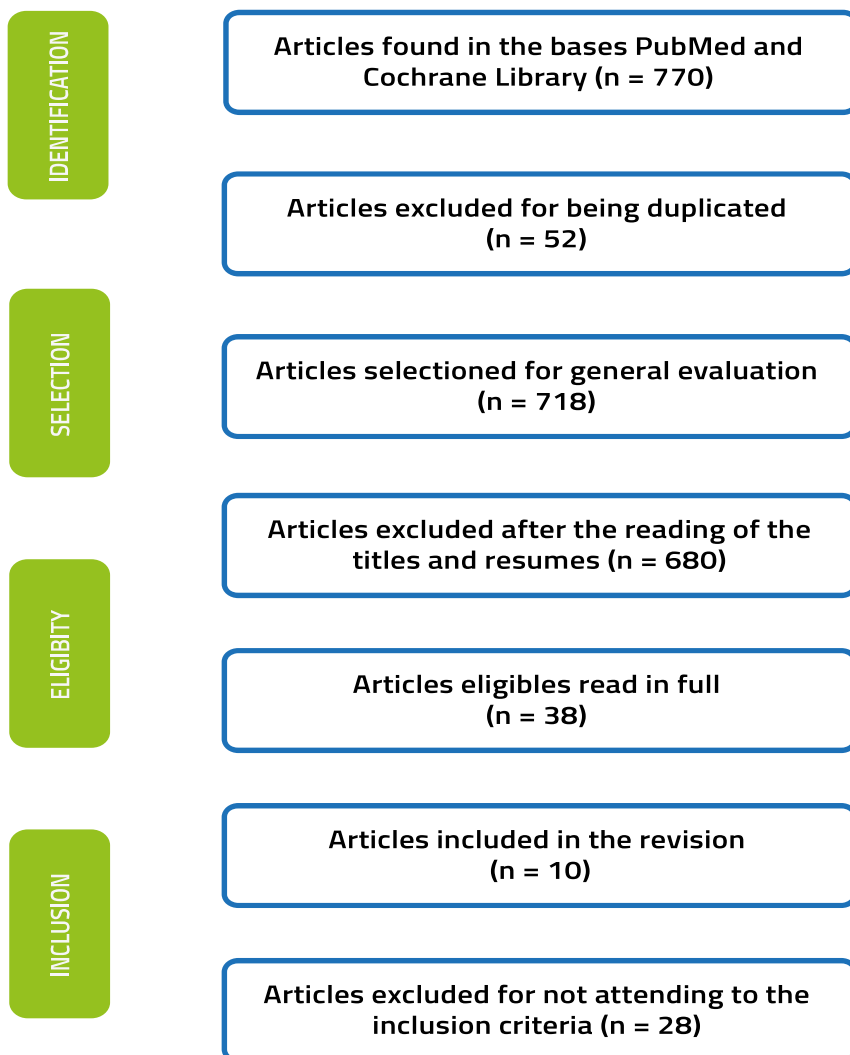 IDENTIFICATION
Articles found in the bases PubMed and
Cochrane Library (n = 770)
Articles excluded for being duplicated
(n = 52)
SELECTION
Articles selectioned for general evaluation
(n = 718)
Articles excluded after the reading of the
titles and resumes (n = 680)
ELIGIBITY
Articles eligibles read in full
(n = 38)
INCLUSION
Articles included in the revision
(n = 10)
Articles excluded for not attending to the
inclusion criteria (n = 28)